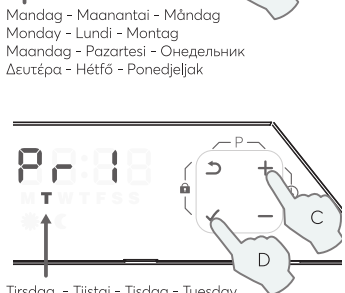 Mandag - Maanantai - Måndag
Monday - Lundi - Montag
Maandag - Pazartesi - Онедельник
Δευτέρα - Hétfő - Ponedjeljak
P
Pr 1
M T W T F S S
C
D
Tirsdag - Tiistai - Tisdag - Tuesday